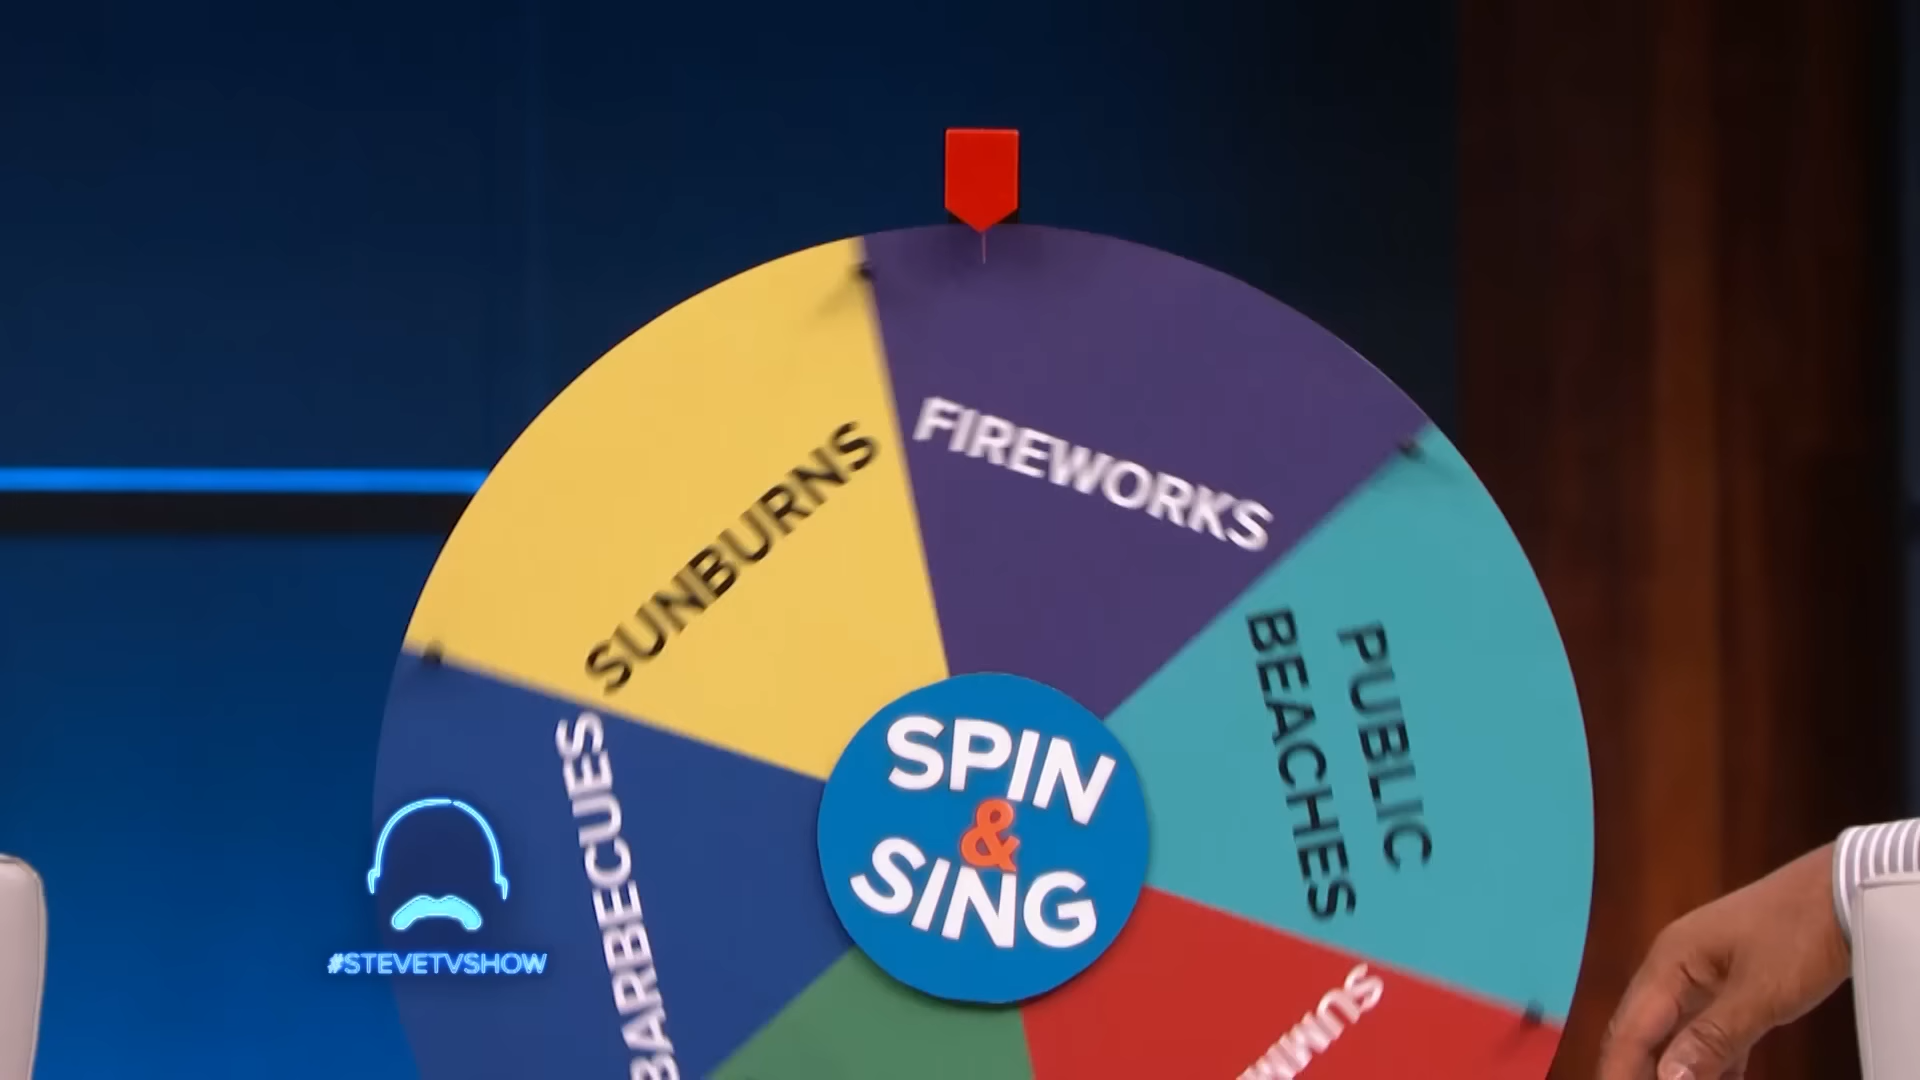 FIREWORKS
SUNBURNS
PUBLIC
BEACHES
BARBECUES
SPIN
&
SING
#STEVETVSHOW